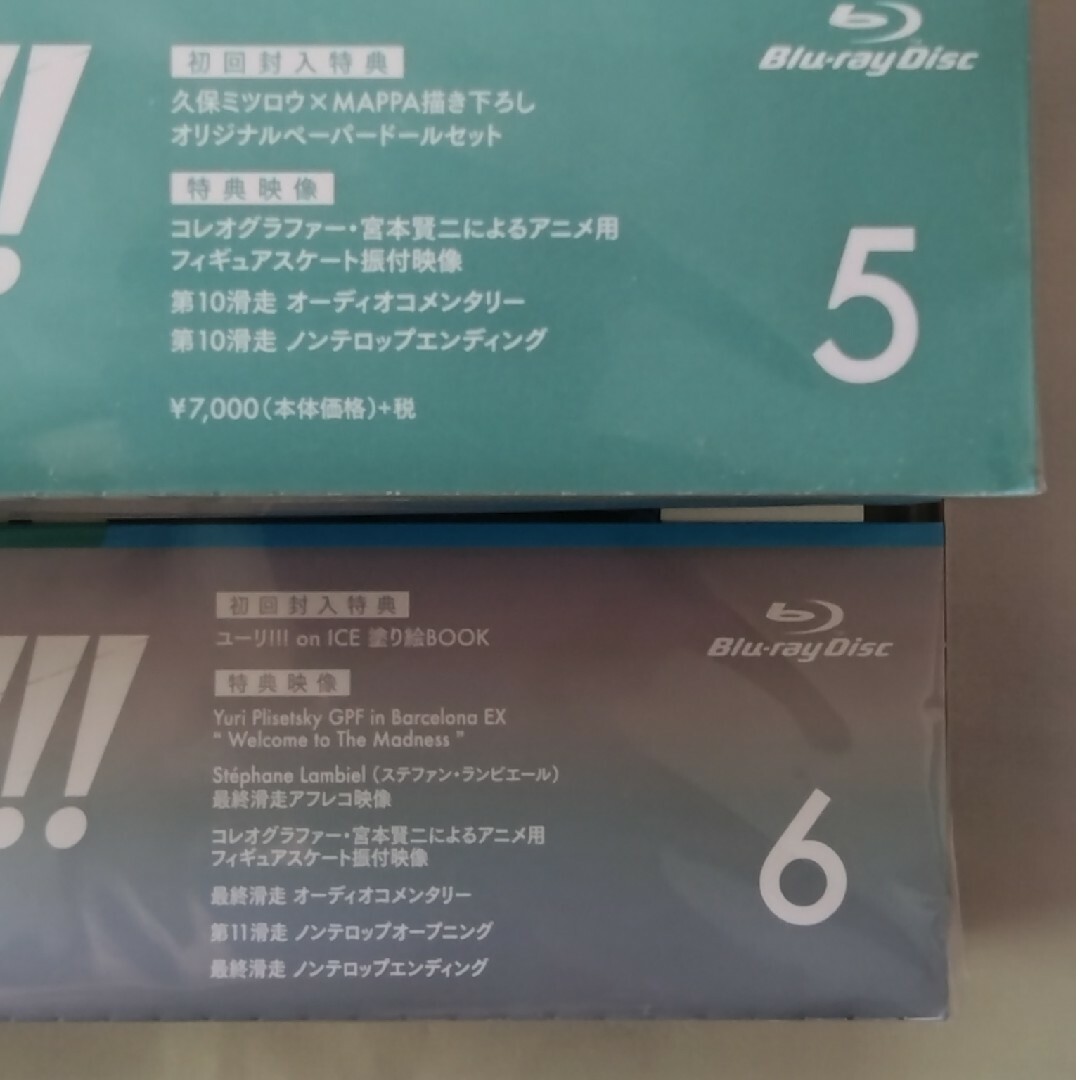 !!
Blu-ray Disc
初回封入特典
久保ミツロウ×MAPPA描き下ろし
オリジナルペーパードールセット
特典映像
コレオグラファー・宮本賢二によるアニメ用
フィギュアスケート振付映像
第10滑走 オーディオコメンタリー
第10滑走 ノンテロップエンディング
¥7,000(本体価格)+税
5
!!!
Blu-ray Disc
初回封入特典
ユーリ!!! on ICE 塗り絵BOOK
特典映像
Yuri Plisetsky GPF in Barcelona EX
“ Welcome to The Madness ”
Stéphane Lambiel (ステファン・ランビエール)
最終滑走アフレコ映像
コレオグラファー・宮本賢二によるアニメ用
フィギュアスケート振付映像
最終滑走 オーディオコメンタリー
第11滑走 ノンテロップオープニング
最終滑走 ノンテロップエンディング
6